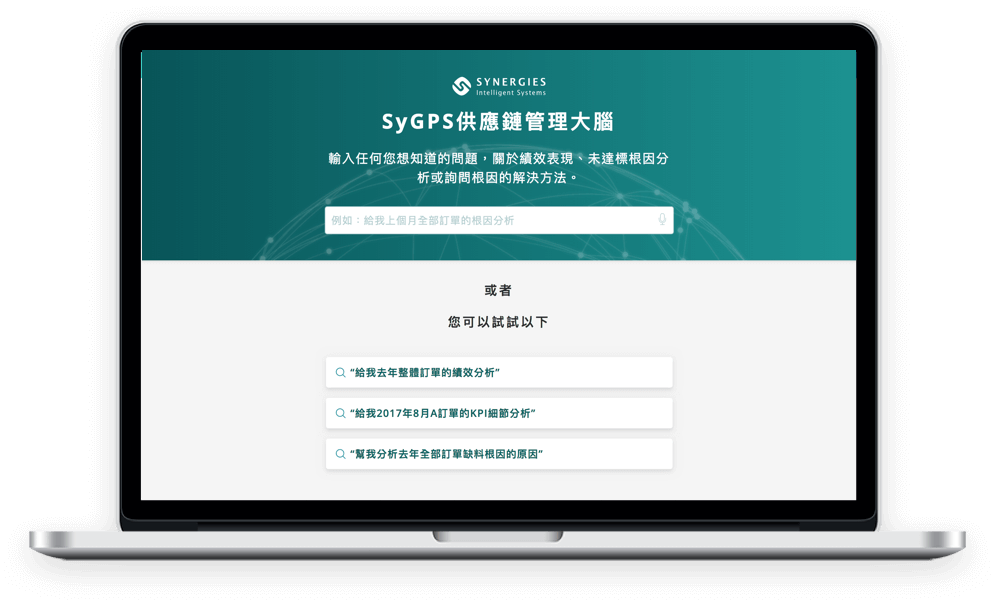 SYNERGIES
Intelligent Systems
SyGPS供應鏈管理大腦
輸入任何您想知道的問題，關於績效表現、未達標根因分
析或詢問根因的解決方法。
例如：給我上個月全部訂單的根因分析
或者
您可以試試以下
“給我去年整體訂單的績效分析”
“給我2017年8月A訂單的KPI細節分析”
“幫我分析去年全部訂單缺料根因的原因”